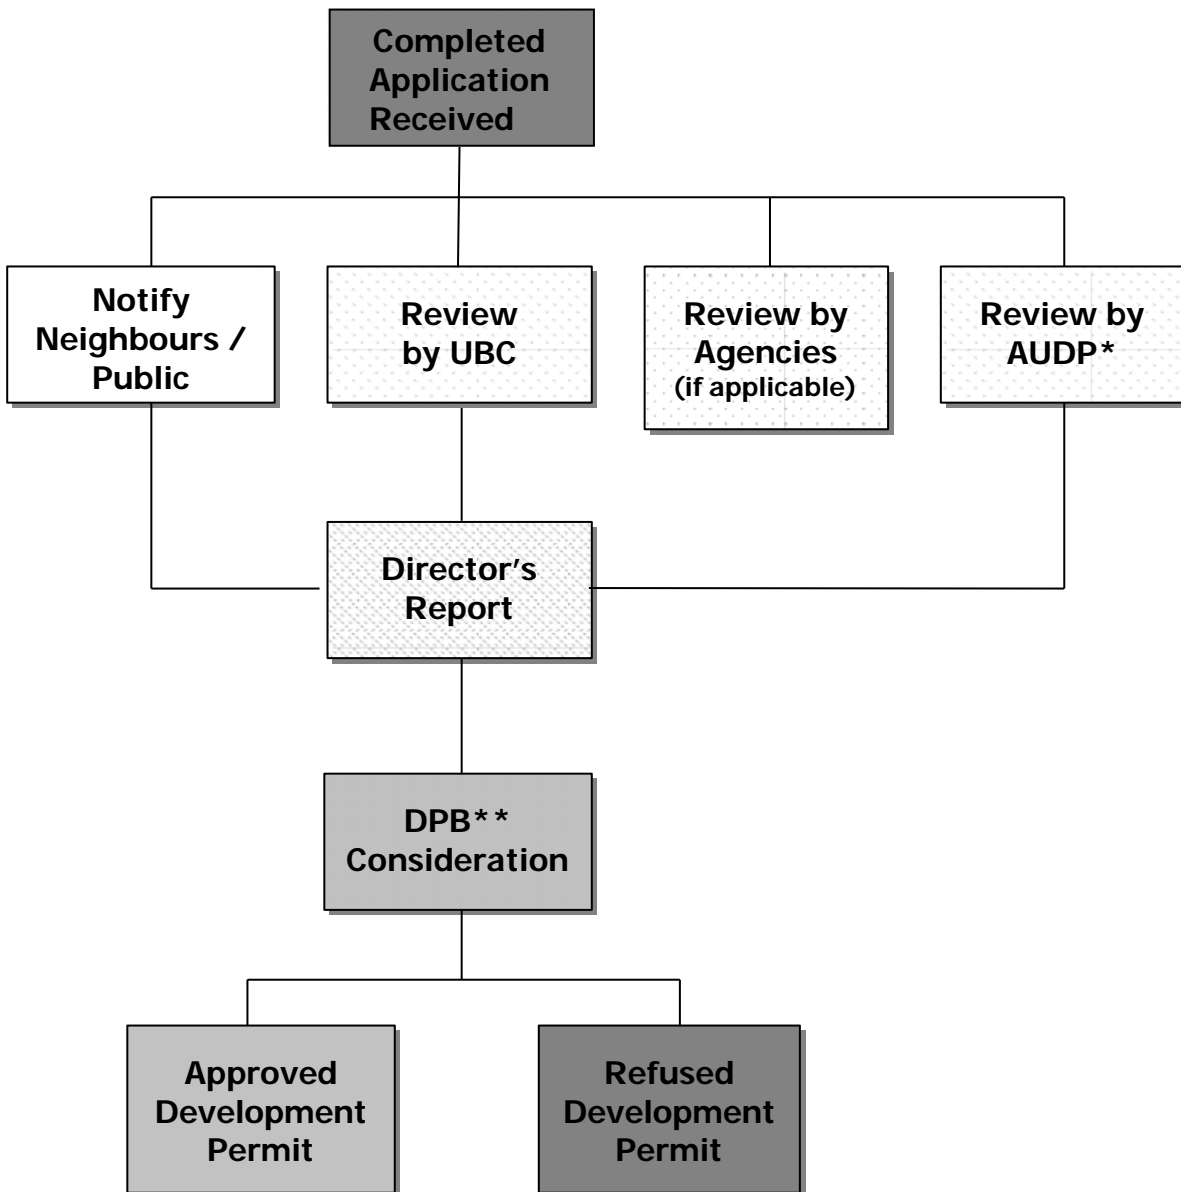 Completed
Application
Received
Notify
Neighbours /
Public
Review
by UBC
Review by
Agencies
(if applicable)
Review by
AUDP*
Director's
Report
DPB**
Consideration
Approved
Development
Permit
Refused
Development
Permit